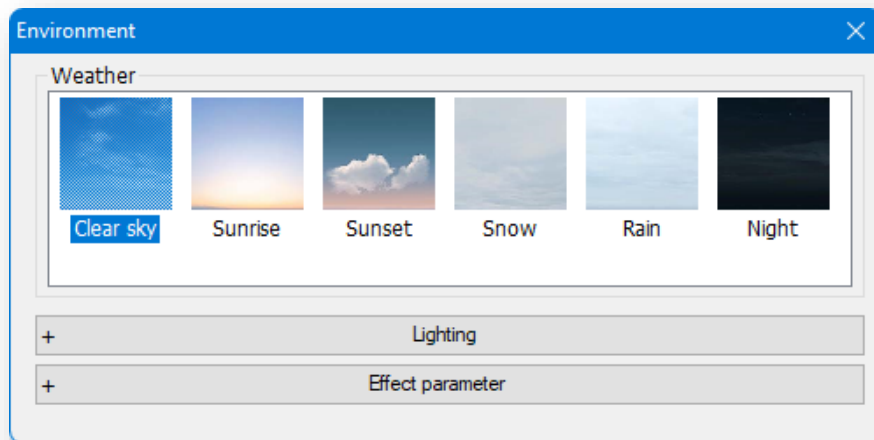 Environment
Weather
Clear sky Sunrise Sunset Snow Rain Night
+ Lighting
+ Effect parameter